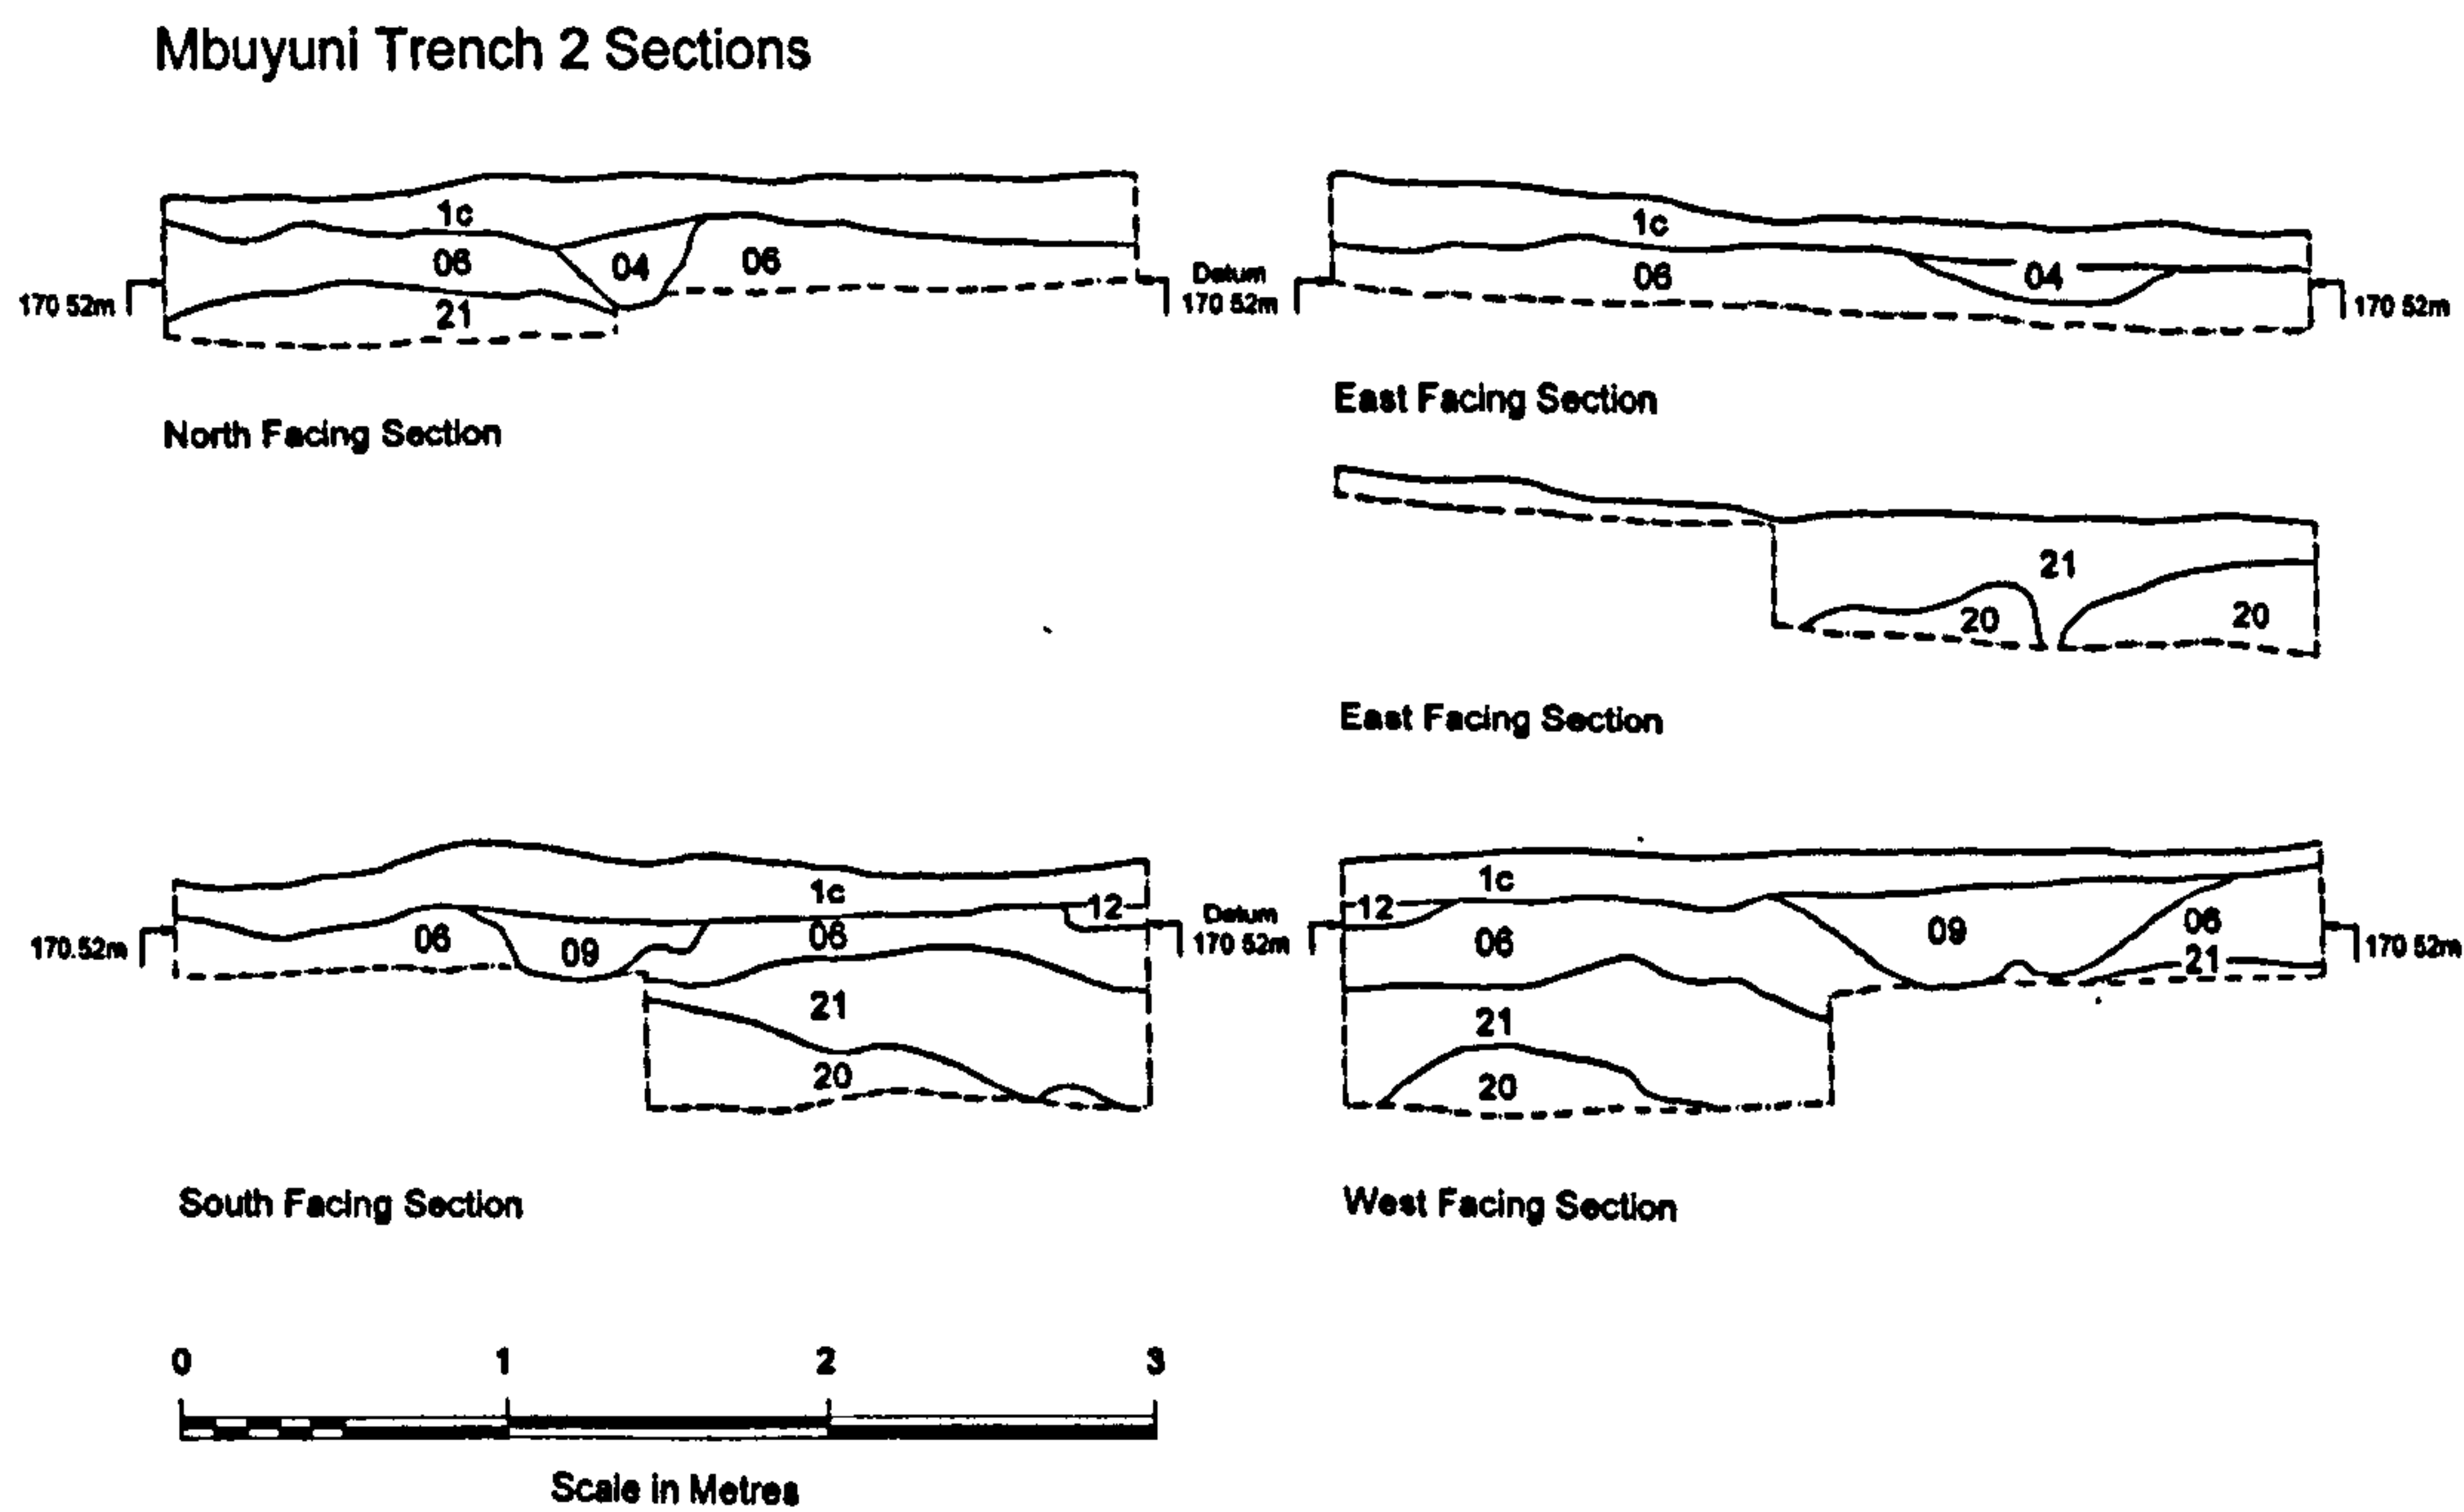 Mbuyuni Trench 2 Sections
1c
06
04
06
21
170 52m
Datum
170 52m
North Facing Section
1c
06
04
170 52m
East Facing Section
21
20
20
East Facing Section
1c
12
06
09
06
21
20
170.52m
Datum
170 52m
South Facing Section
1c
12
06
09
06
21
21
20
170 52m
West Facing Section
0 1 2 3
Scale in Metres